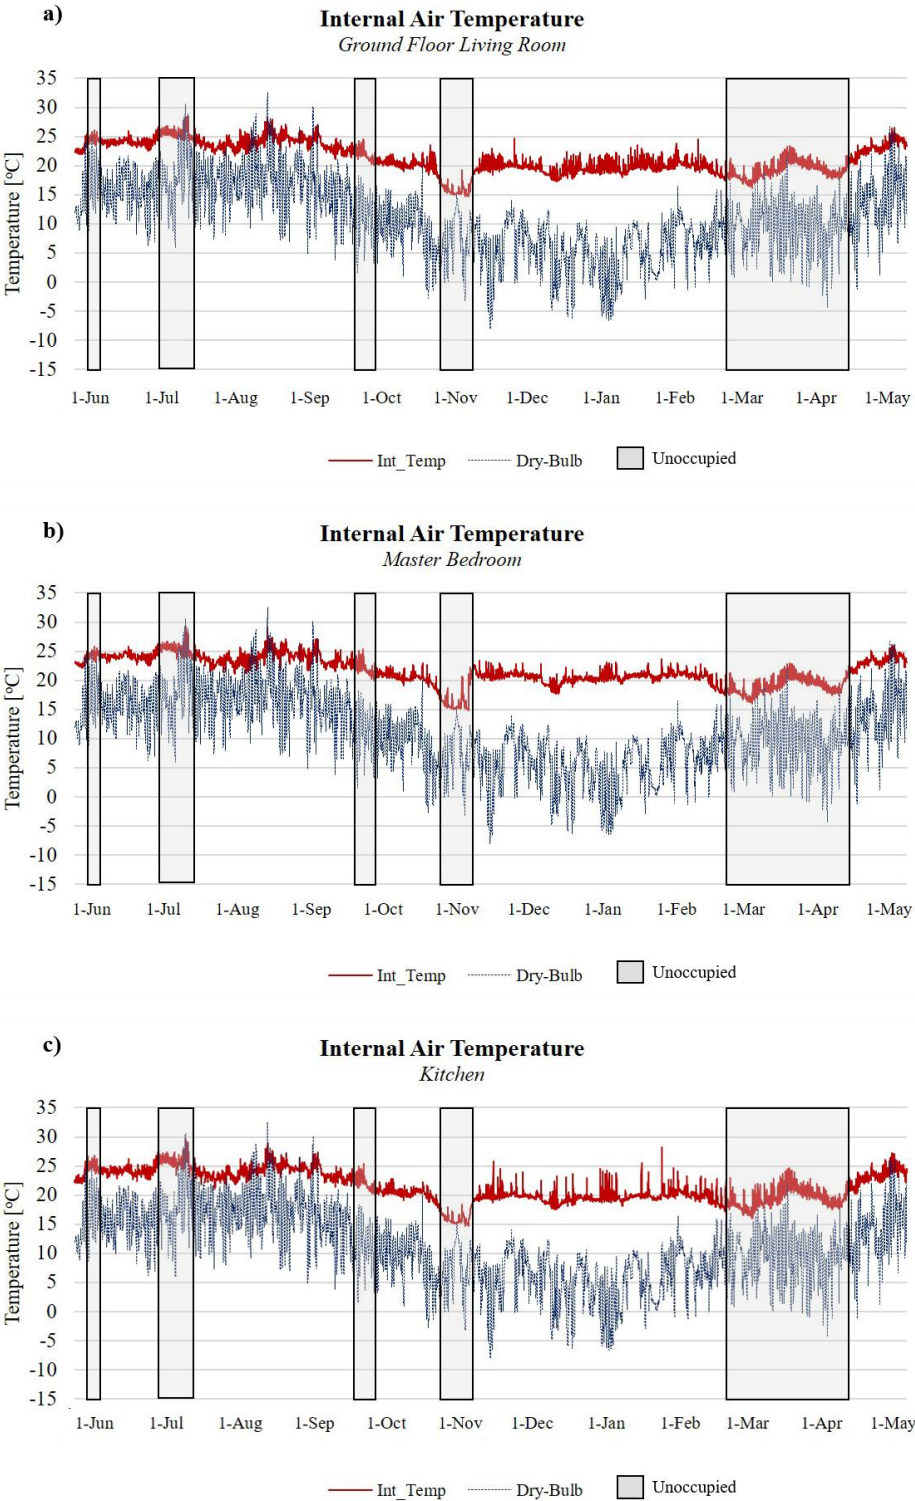 a)
Internal Air Temperature
Ground Floor Living Room
Temperature [°C]
35
30
25
20
15
10
5
0
-5
-10
-15
1-Jun 1-Jul 1-Aug 1-Sep 1-Oct 1-Nov 1-Dec 1-Jan 1-Feb 1-Mar 1-Apr 1-May
Int_Temp Dry-Bulb Unoccupied
b)
Internal Air Temperature
Master Bedroom
Temperature [°C]
35
30
25
20
15
10
5
0
-5
-10
-15
1-Jun 1-Jul 1-Aug 1-Sep 1-Oct 1-Nov 1-Dec 1-Jan 1-Feb 1-Mar 1-Apr 1-May
Int_Temp Dry-Bulb Unoccupied
c)
Internal Air Temperature
Kitchen
Temperature [°C]
35
30
25
20
15
10
5
0
-5
-10
-15
1-Jun 1-Jul 1-Aug 1-Sep 1-Oct 1-Nov 1-Dec 1-Jan 1-Feb 1-Mar 1-Apr 1-May
Int_Temp Dry-Bulb Unoccupied